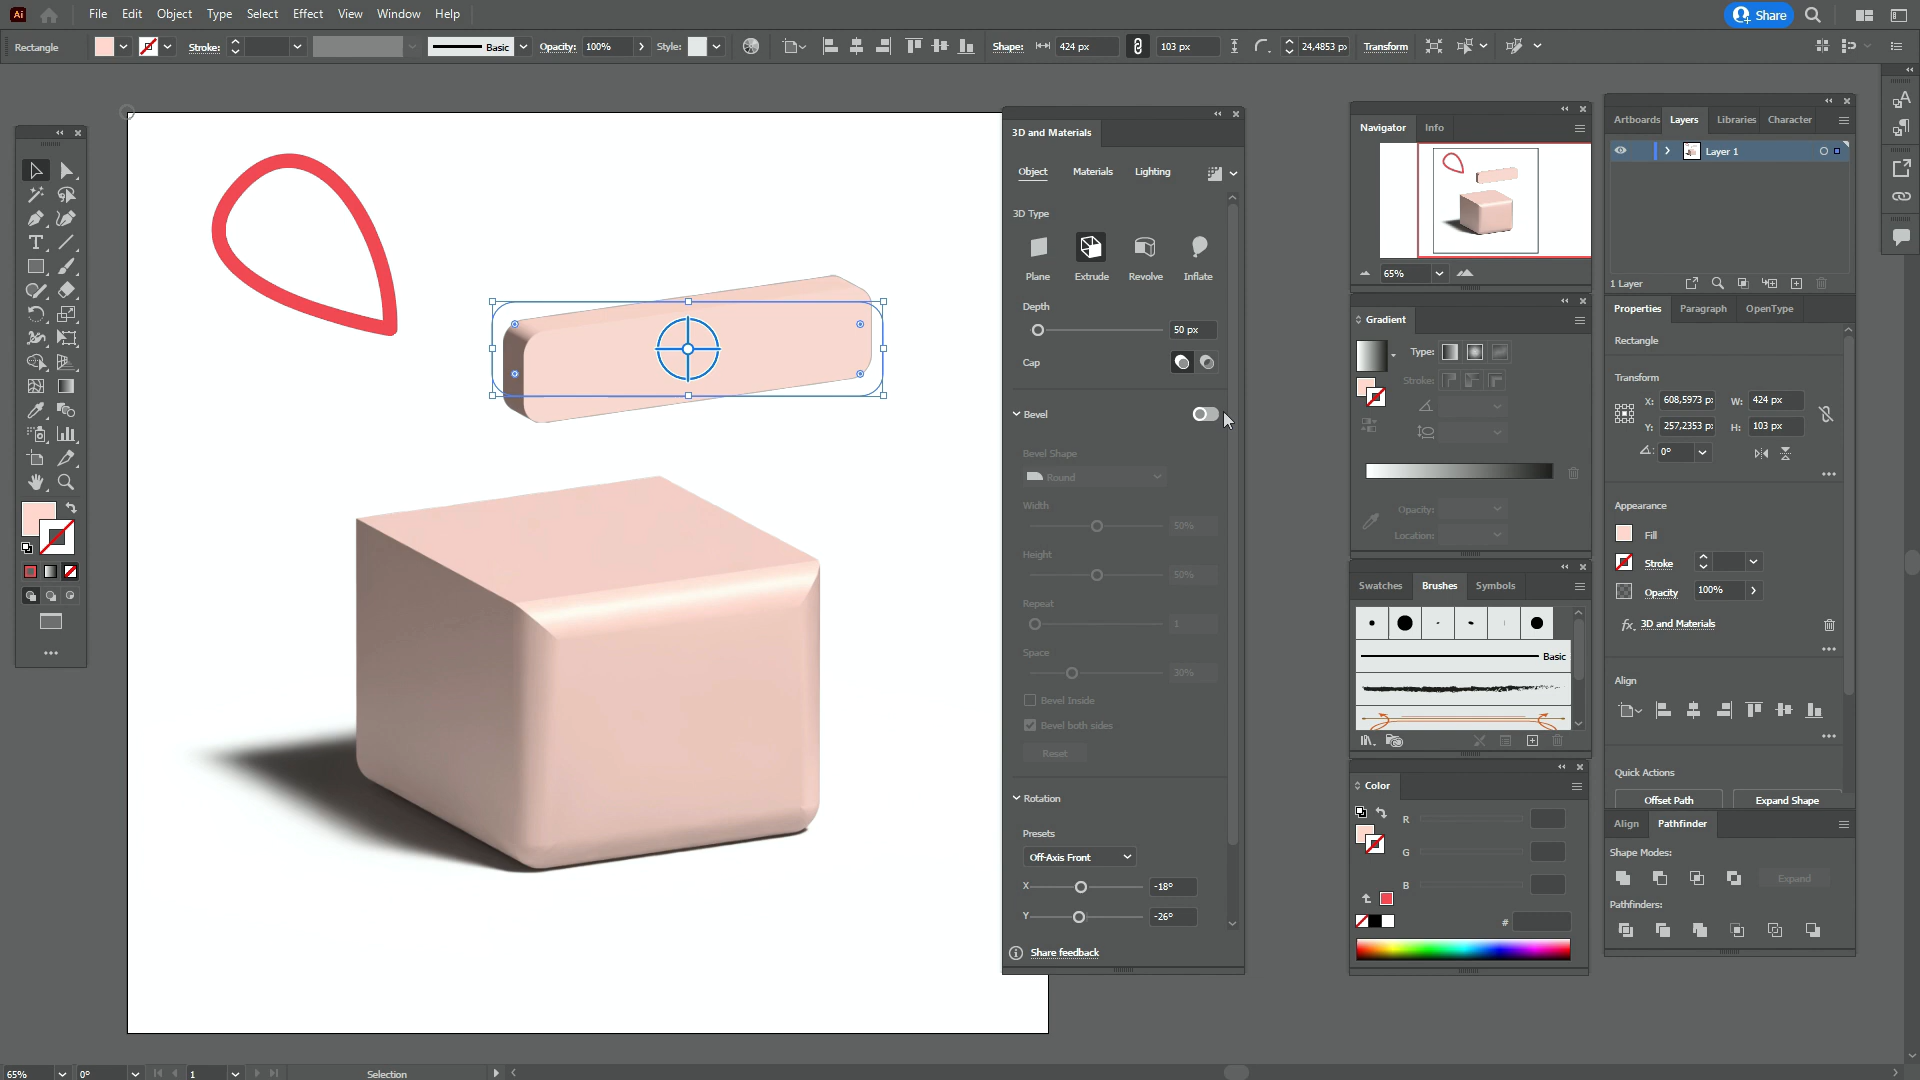 Ai File Edit Object Type Select Effect View Window Help Share
Rectangle Stroke: Basic Opacity: 100% Style: Shape: 424 px 103 px 24,4853 p Transform
3D and Materials
Object Materials Lighting
3D Type
Plane Extrude Revolve Inflate
Depth
50 px
Cap
Bevel
Bevel Shape
Round
Width
50%
Height
50%
Repeat
1
Space
30%
Bevel Inside
Bevel both sides
Reset
Rotation
Presets
Off-Axis Front
X -18°
Y -26°
Share feedback
Navigator Info
65%
Gradient
Type:
Stroke:
Opacity:
Location:
Swatches Brushes Symbols
Basic
Color
R
G
B
#
Artboards Layers Libraries Character
Layer 1
1 Layer
Properties Paragraph OpenType
Rectangle
Transform
X: 608,5973 p W: 424 px
Y: 257,2353 p H: 103 px
0°
Appearance
Fill
Stroke
Opacity 100%
fx. 3D and Materials
Align
Quick Actions
Offset Path Expand Shape
Align Pathfinder
Shape Modes:
Expand
Pathfinders:
65% 0° 1 Selection